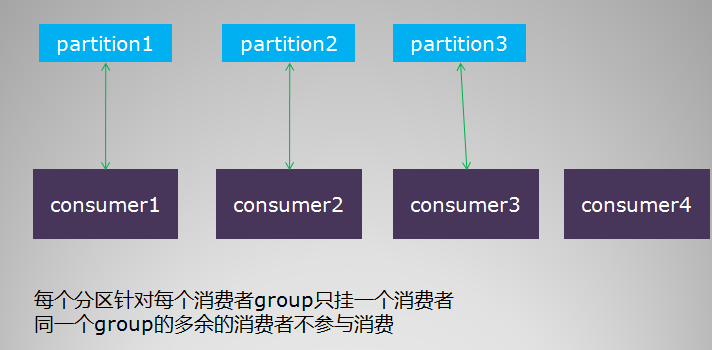 partition1 partition2 partition3
consumer1 consumer2 consumer3 consumer4
每个分区针对每个消费者group只挂一个消费者
同一个group的多余的消费者不参与消费